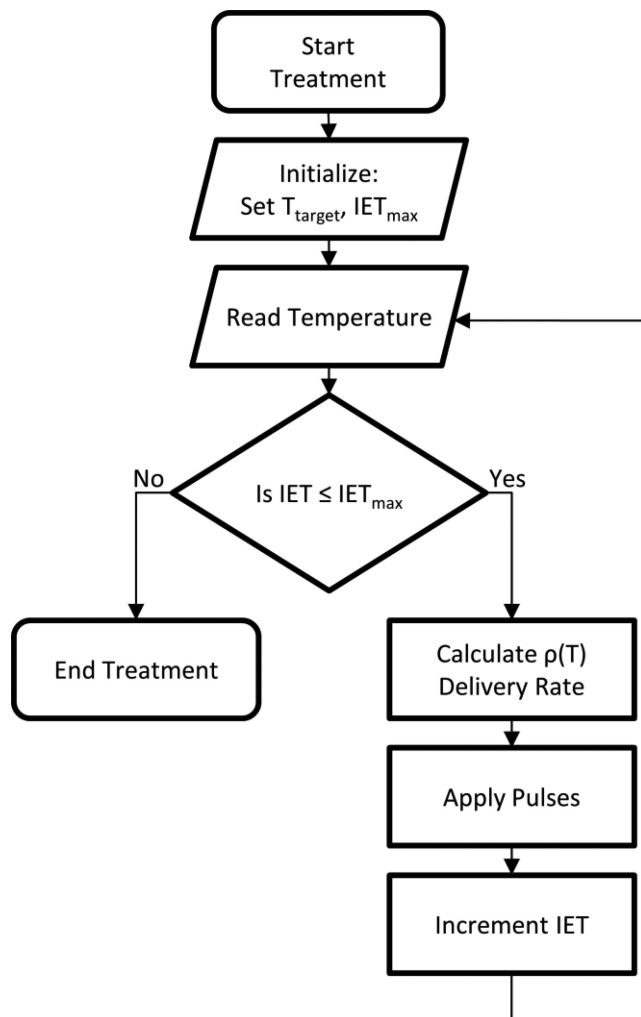 Start
Treatment
Initialize:
Set Ttarget, IETmax
Read Temperature
No
Yes
Is IET ≤ IETmax
End Treatment
Calculate ρ(T)
Delivery Rate
Apply Pulses
Increment IET